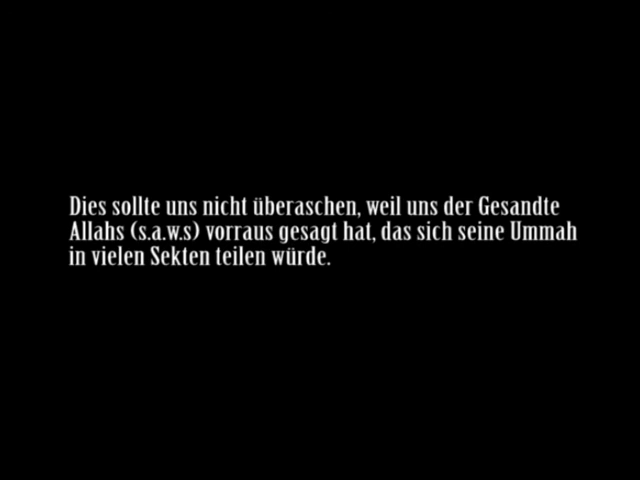 Dies sollte uns nicht überaschen, weil uns der Gesandte
Allahs (s.a.w.s) vorraus gesagt hat, das sich seine Ummah
in vielen Sekten teilen würde.